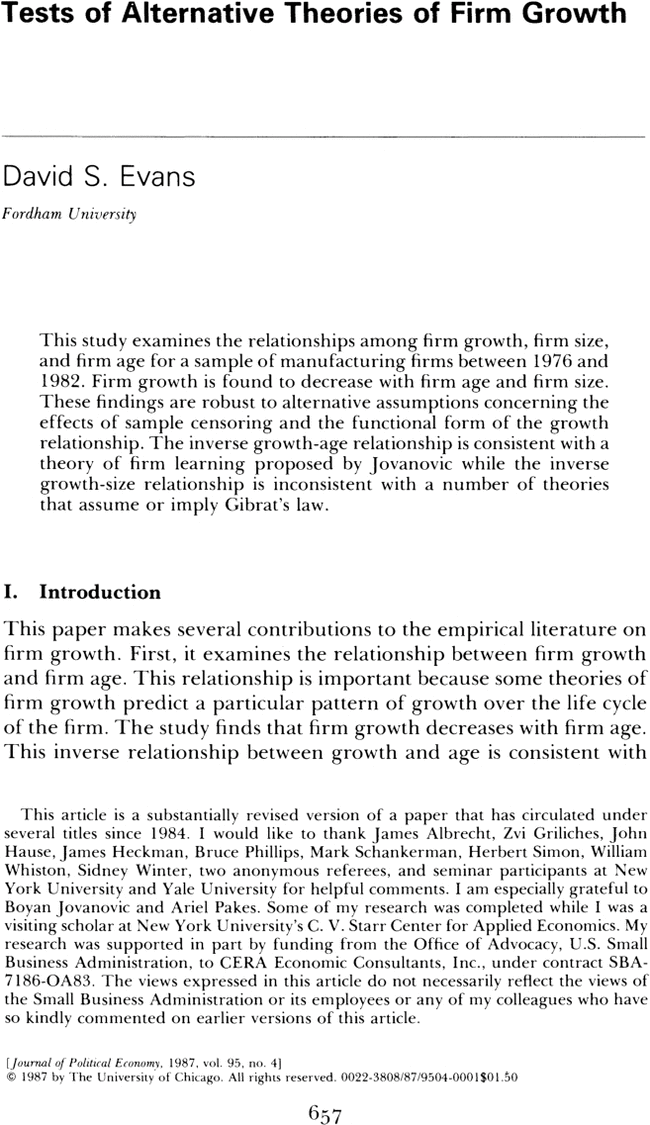 Tests of Alternative Theories of Firm Growth
David S. Evans
Fordham University
This study examines the relationships among firm growth, firm size,
and firm age for a sample of manufacturing firms between 1976 and
1982. Firm growth is found to decrease with firm age and firm size.
These findings are robust to alternative assumptions concerning the
effects of sample censoring and the functional form of the growth
relationship. The inverse growth-age relationship is consistent with a
theory of firm learning proposed by Jovanovic while the inverse
growth-size relationship is inconsistent with a number of theories
that assume or imply Gibrat's law.
I. Introduction
This paper makes several contributions to the empirical literature on
firm growth. First, it examines the relationship between firm growth
and firm age. This relationship is important because some theories of
firm growth predict a particular pattern of growth over the life cycle
of the firm. The study finds that firm growth decreases with firm age.
This inverse relationship between growth and age is consistent with
This article is a substantially revised version of a paper that has circulated under
several titles since 1984. I would like to thank James Albrecht, Zvi Griliches, John
Hause, James Heckman, Bruce Phillips, Mark Schankerman, Herbert Simon, William
Whiston, Sidney Winter, two anonymous referees, and seminar participants at New
York University and Yale University for helpful comments. I am especially grateful to
Boyan Jovanovic and Ariel Pakes. Some of my research was completed while I was a
visiting scholar at New York University's C. V. Starr Center for Applied Economics. My
research was supported in part by funding from the Office of Advocacy, U.S. Small
Business Administration, to CERA Economic Consultants, Inc., under contract SBA-
7186-OA83. The views expressed in this article do not necessarily reflect the views of
the Small Business Administration or its employees or any of my colleagues who have
so kindly commented on earlier versions of this article.
[Journal of Political Economy, 1987, vol. 95, no. 4]
© 1987 by The University of Chicago. All rights reserved. 0022-3808/87/9504-0001$01.50
657